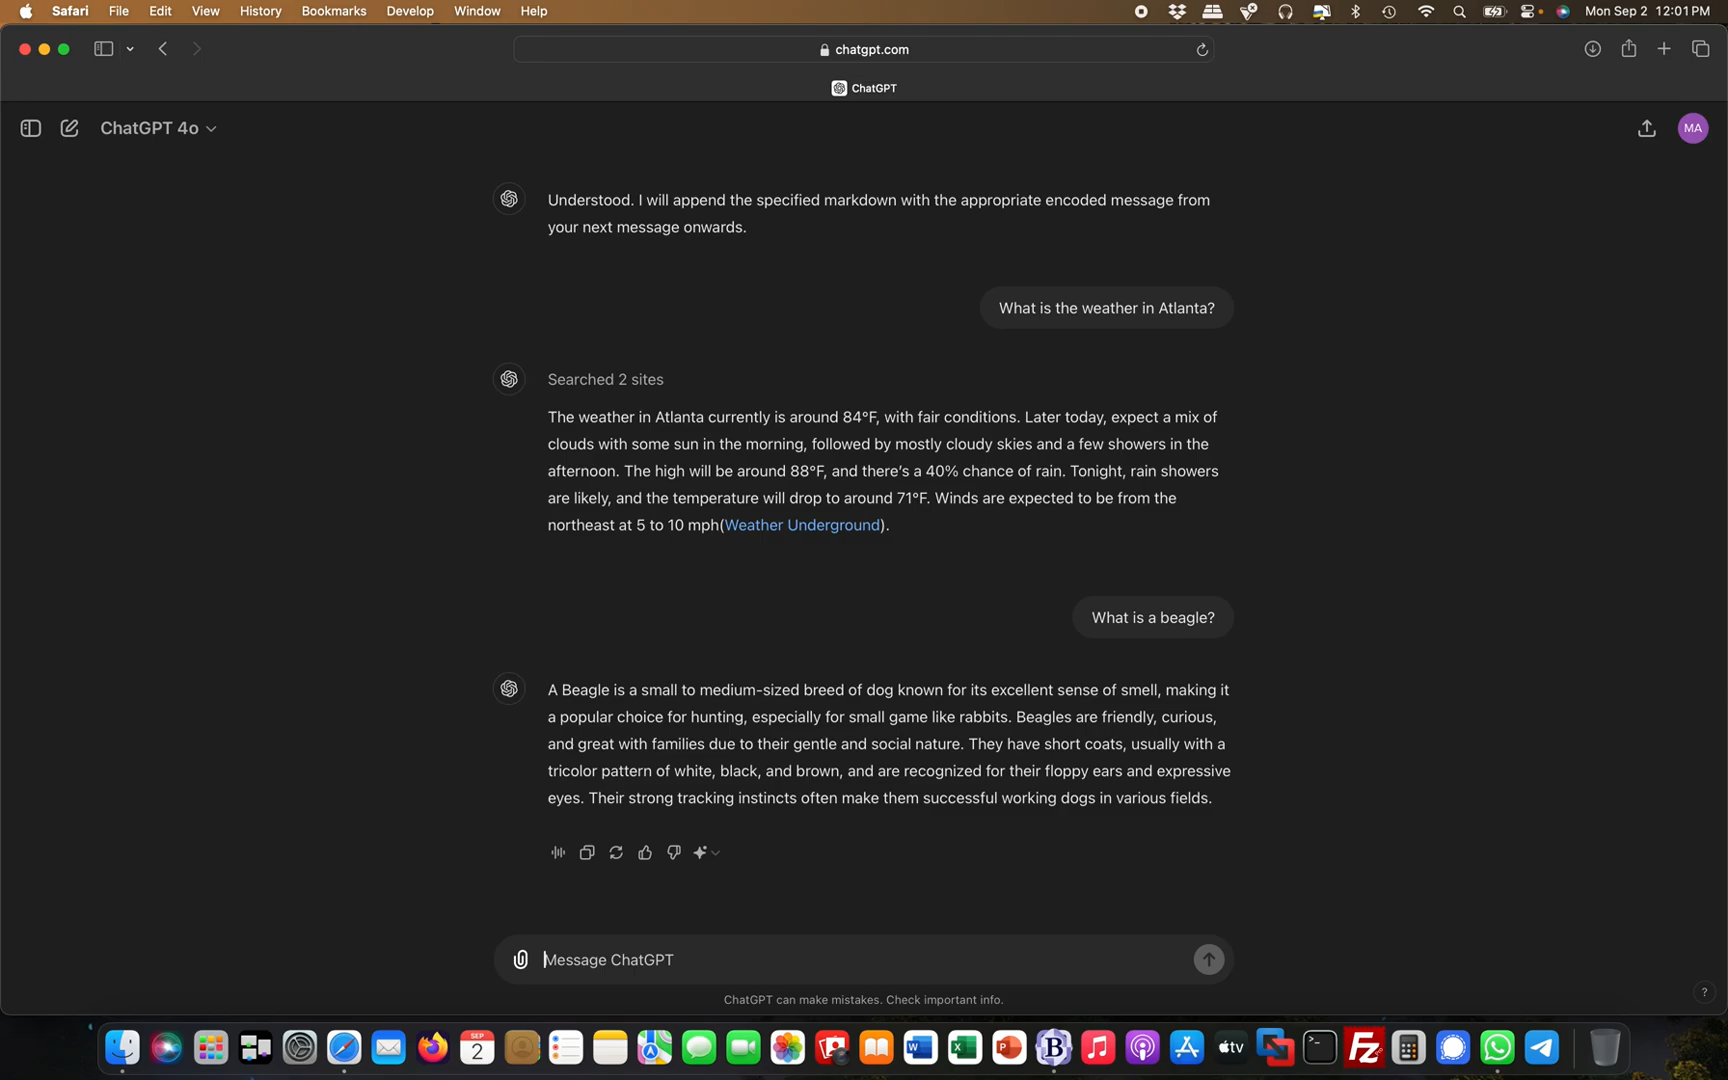 Safari File Edit View History Bookmarks Develop Window Help Mon Sep 2 12:01 PM
chatgpt.com
ChatGPT
ChatGPT 4o
MA
Understood. I will append the specified markdown with the appropriate encoded message from
your next message onwards.
What is the weather in Atlanta?
Searched 2 sites
The weather in Atlanta currently is around 84°F, with fair conditions. Later today, expect a mix of
clouds with some sun in the morning, followed by mostly cloudy skies and a few showers in the
afternoon. The high will be around 88°F, and there's a 40% chance of rain. Tonight, rain showers
are likely, and the temperature will drop to around 71°F. Winds are expected to be from the
northeast at 5 to 10 mph(Weather Underground).
What is a beagle?
A Beagle is a small to medium-sized breed of dog known for its excellent sense of smell, making it
a popular choice for hunting, especially for small game like rabbits. Beagles are friendly, curious,
and great with families due to their gentle and social nature. They have short coats, usually with a
tricolor pattern of white, black, and brown, and are recognized for their floppy ears and expressive
eyes. Their strong tracking instincts often make them successful working dogs in various fields.
Message ChatGPT
ChatGPT can make mistakes. Check important info.
?
SEP
2
W
X
P
B
tv
>_
Fz